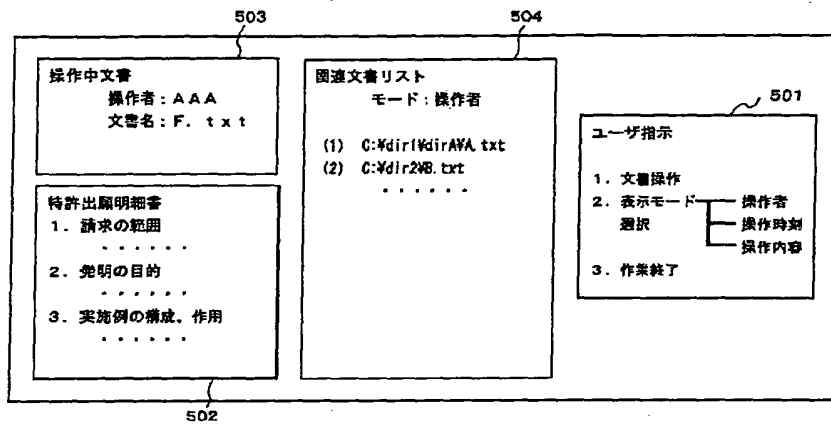 503
操作中文書
操作者：AAA
文書名：F. txt
504
関連文書リスト
モード：操作者
(1) C:¥dir1¥dirA¥A.txt
(2) C:¥dir2¥B.txt
・・・・・・
501
ユーザ指示
1. 文書操作
2. 表示モード 操作者
選択 操作時刻
操作内容
3. 作業終了
特許出願明細書
1. 請求の範囲
・・・・・・
2. 発明の目的
・・・・・・
3. 実施例の構成。作用
・・・・・・
502